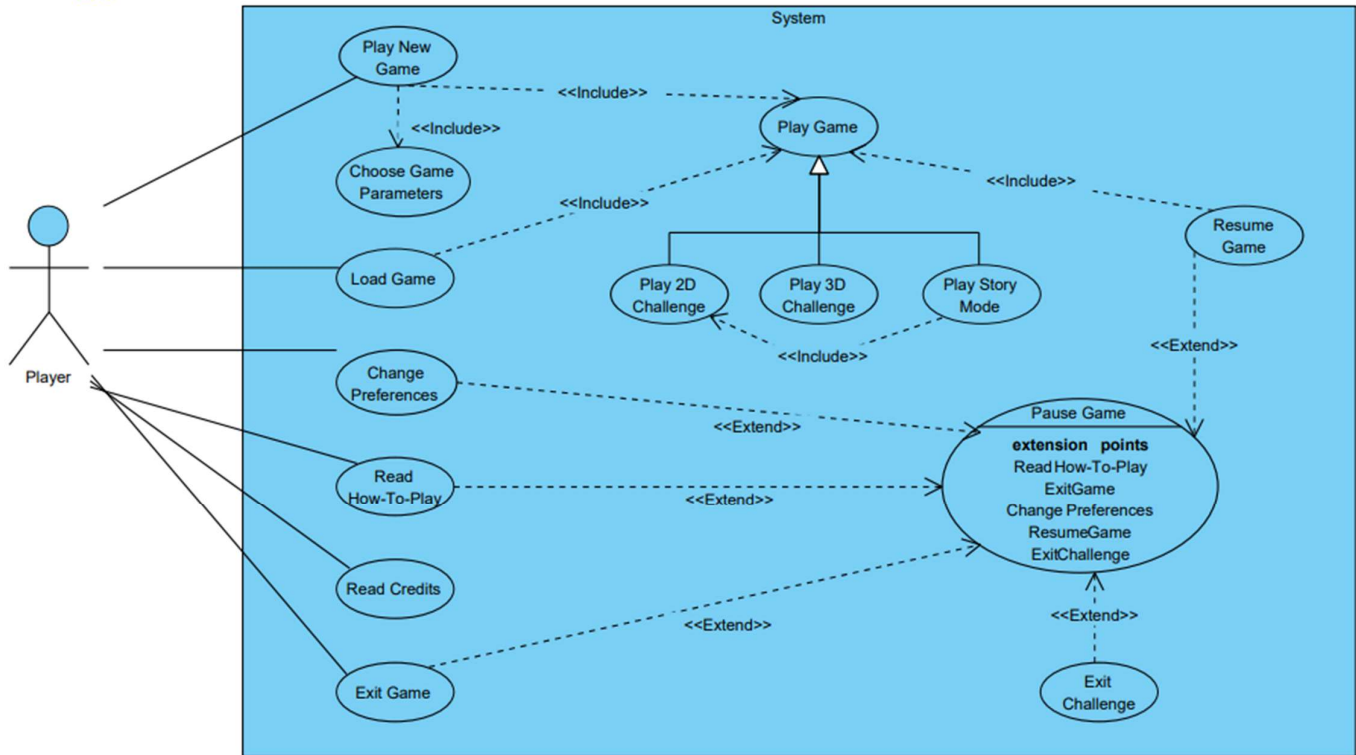 System
Play New
Game
<<Include>>
Play Game
<<Include>>
Choose Game
Parameters
<<Include>>
<<Include>>
Resume
Game
Load Game
Play 2D
Challenge
Play 3D
Challenge
Play Story
Mode
<<Include>>
<<Extend>>
Player
Change
Preferences
<<Extend>>
Pause Game
extension points
Read How-To-Play
ExitGame
Change Preferences
ResumeGame
ExitChallenge
Read
How-To-Play
<<Extend>>
Read Credits
<<Extend>>
<<Extend>>
Exit Game
Exit
Challenge